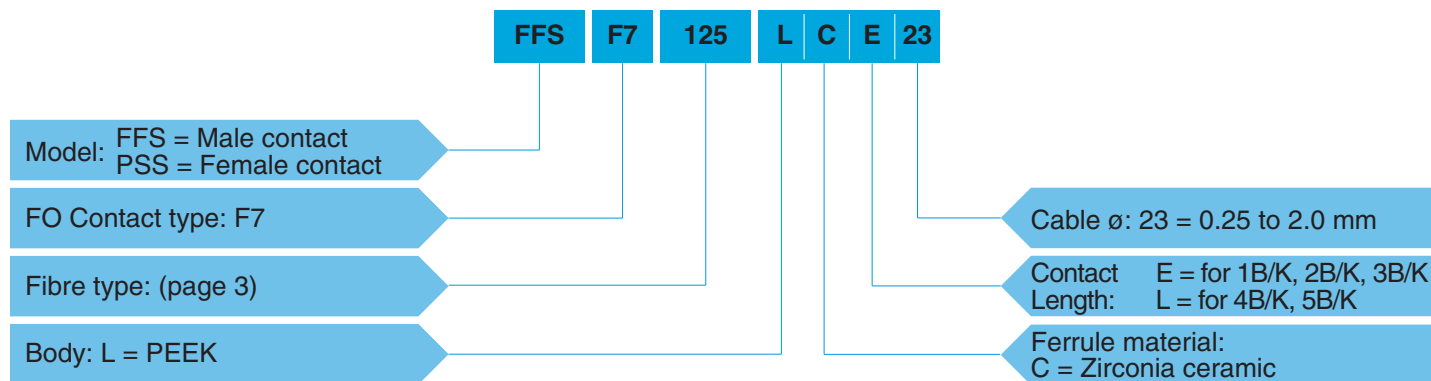 FFS F7 125 L C E 23
Model: FFS = Male contact
PSS = Female contact
FO Contact type: F7
Fibre type: (page 3)
Body: L = PEEK
Cable ø: 23 = 0.25 to 2.0 mm
Contact E = for 1B/K, 2B/K, 3B/K
Length: L = for 4B/K, 5B/K
Ferrule material:
C = Zirconia ceramic